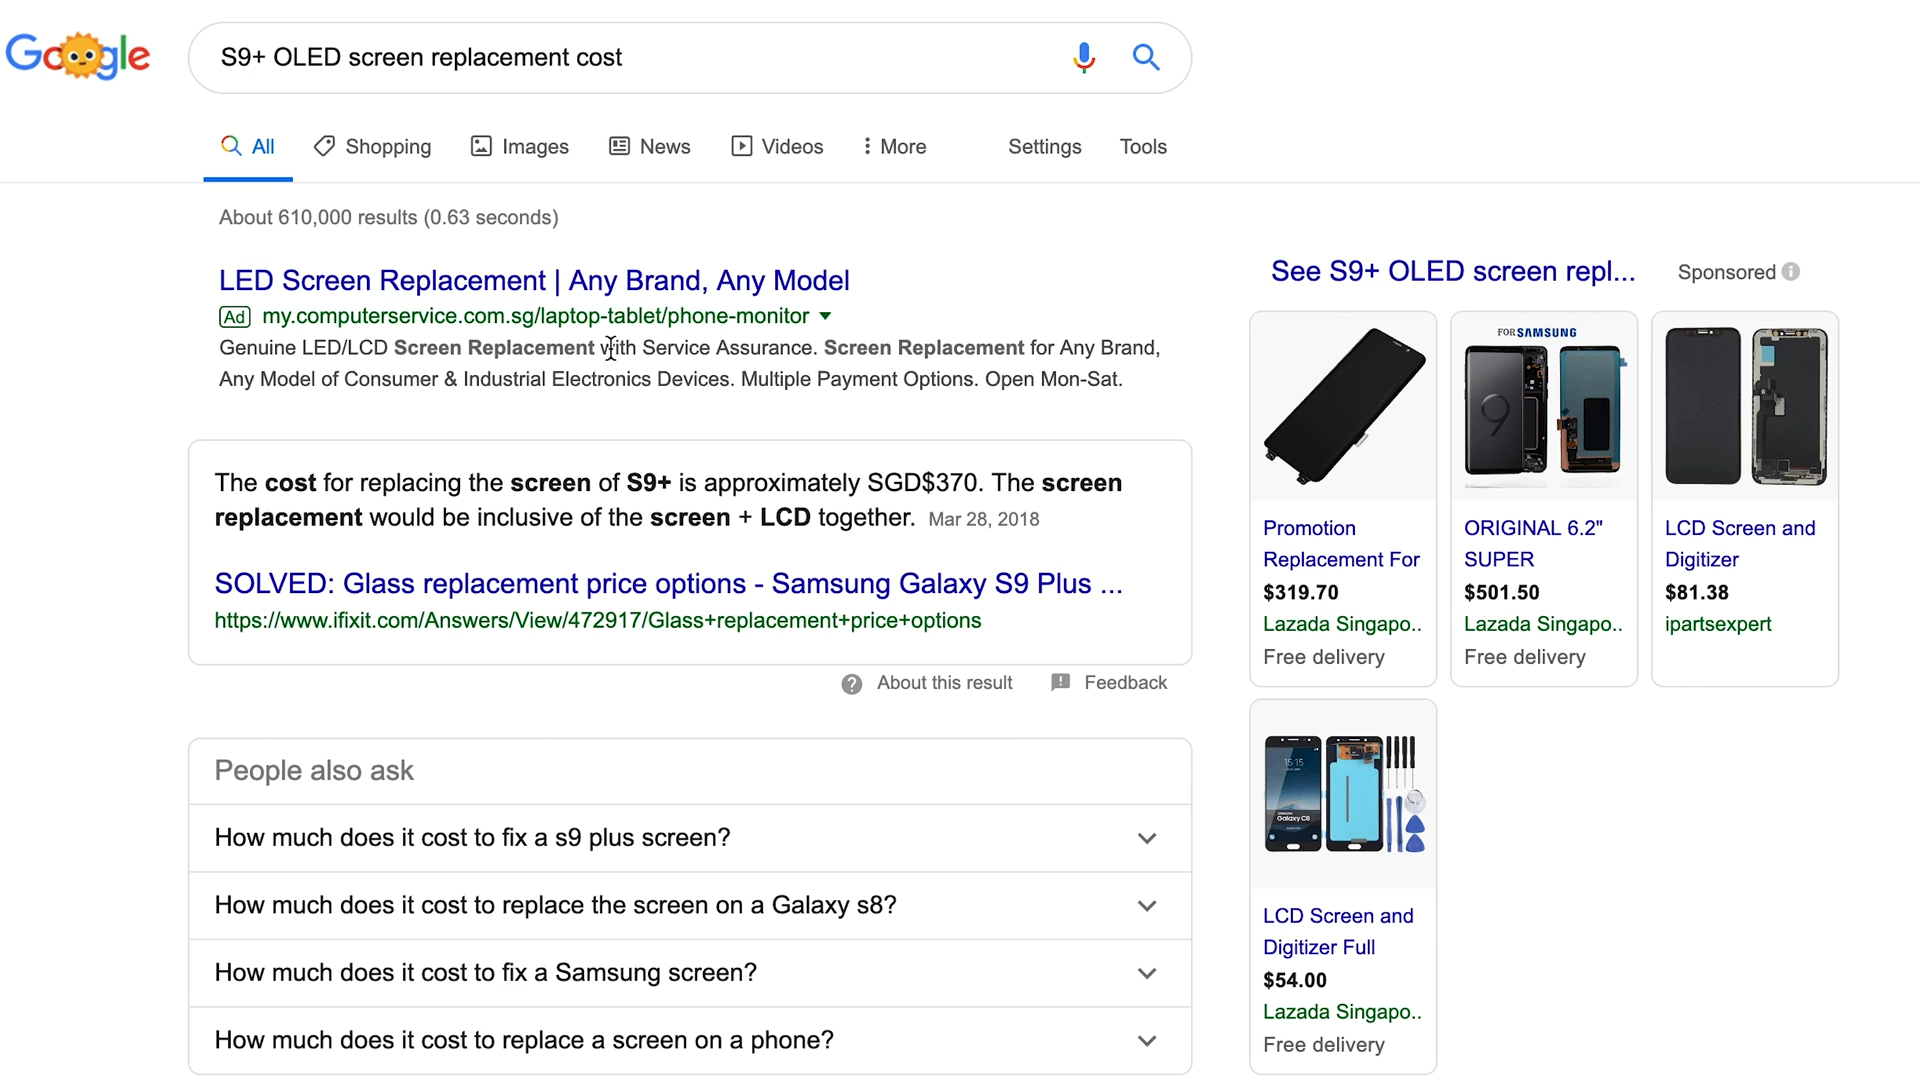 Google
S9+ OLED screen replacement cost
All
Shopping
Images
News
Videos
More
Settings
Tools
About 610,000 results (0.63 seconds)
LED Screen Replacement | Any Brand, Any Model
Ad my.computerservice.com.sg/laptop-tablet/phone-monitor
Genuine LED/LCD Screen Replacement with Service Assurance. Screen Replacement for Any Brand,
Any Model of Consumer & Industrial Electronics Devices. Multiple Payment Options. Open Mon-Sat.
The cost for replacing the screen of S9+ is approximately SGD$370. The screen
replacement would be inclusive of the screen + LCD together. Mar 28, 2018
SOLVED: Glass replacement price options - Samsung Galaxy S9 Plus ...
https://www.ifixit.com/Answers/View/472917/Glass+replacement+price+options
About this result
Feedback
People also ask
How much does it cost to fix a s9 plus screen?
How much does it cost to replace the screen on a Galaxy s8?
How much does it cost to fix a Samsung screen?
How much does it cost to replace a screen on a phone?
See S9+ OLED screen repl...
Sponsored
Promotion
Replacement For
$319.70
Lazada Singapo..
Free delivery
FOR SAMSUNG
9
ORIGINAL 6.2"
SUPER
$501.50
Lazada Singapo..
Free delivery
LCD Screen and
Digitizer
$81.38
ipartsexpert
15:15
Galaxy C8
LCD Screen and
Digitizer Full
$54.00
Lazada Singapo..
Free delivery